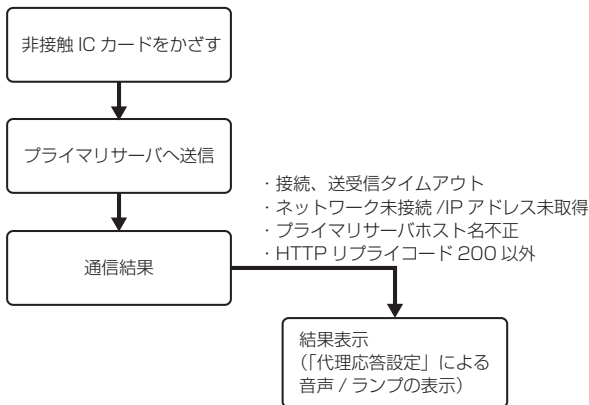 非接触 IC カードをかざす
プライマリサーバへ送信
・接続、送受信タイムアウト
・ネットワーク未接続 /IP アドレス未取得
・プライマリサーバホスト名不正
・HTTP リプライコード 200 以外
通信結果
結果表示
（「代理応答設定」による
音声 / ランプの表示）